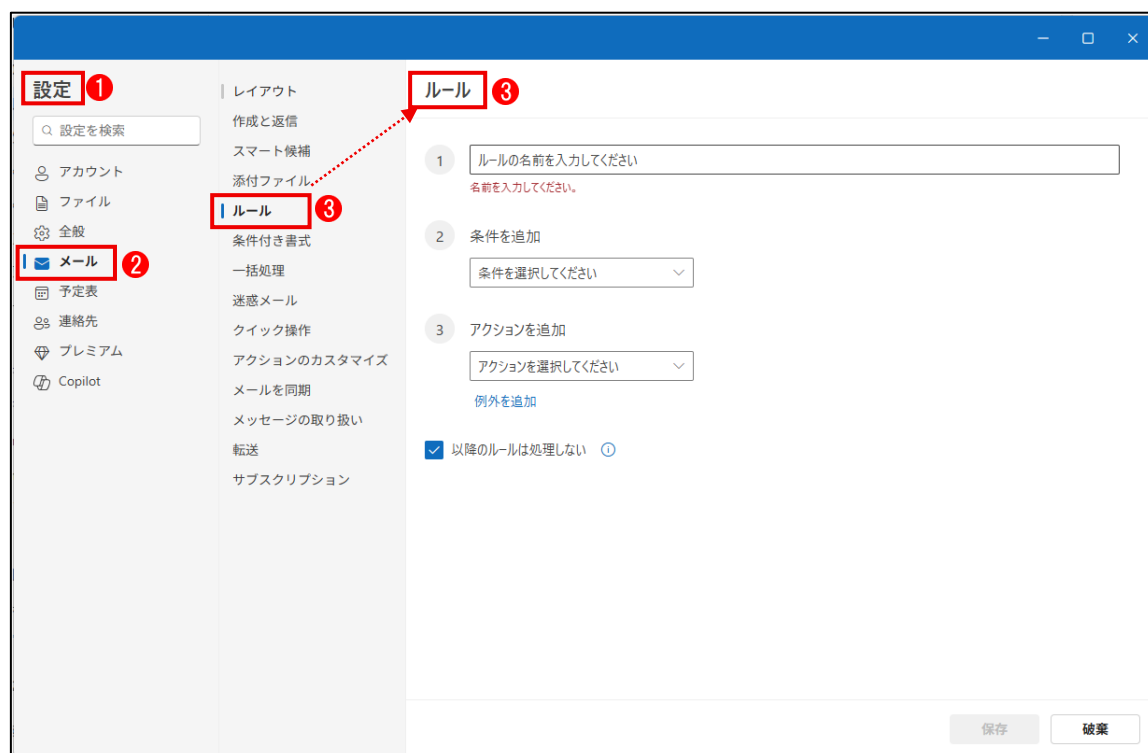 設定 1
設定を検索
アカウント
ファイル
全般
メール 2
予定表
連絡先
プレミアム
Copilot
レイアウト
作成と返信
スマート候補
添付ファイル
ルール 3
条件付き書式
一括処理
迷惑メール
クイック操作
アクションのカスタマイズ
メールを同期
メッセージの取り扱い
転送
サブスクリプション
ルール 3
1 ルールの名前を入力してください
名前を入力してください。
2 条件を追加
条件を選択してください
3 アクションを追加
アクションを選択してください
例外を追加
以降のルールは処理しない
保存 破棄